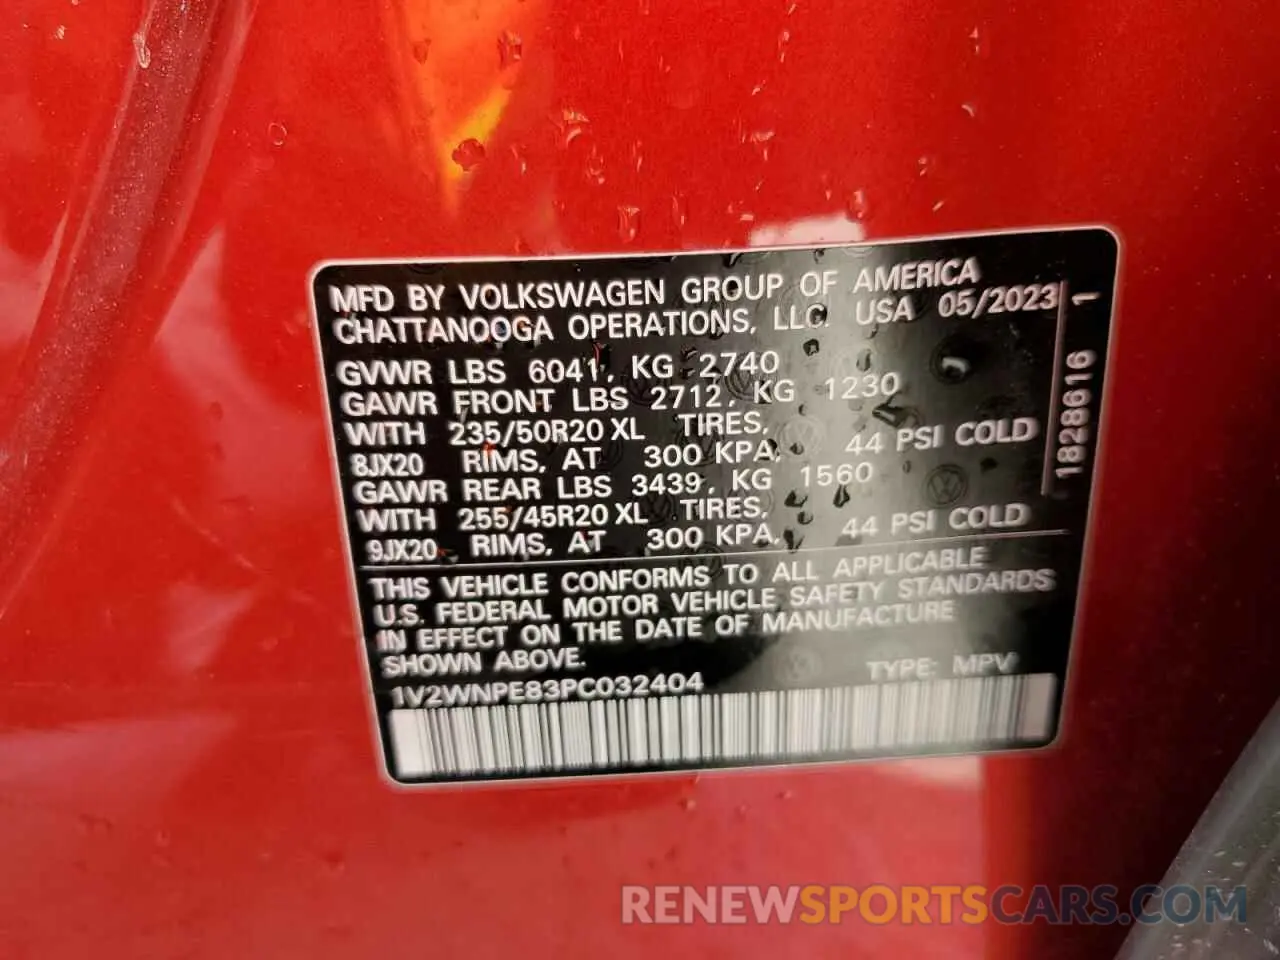 MFD BY VOLKSWAGEN GROUP OF AMERICA
CHATTANOOGA OPERATIONS, LLC. USA 05/2023
GVWR LBS 6041, KG 2740
GAWR FRONT LBS 2712, KG 1230
WITH 235/50R20 XL TIRES,
8JX20 RIMS, AT 300 KPA, 44 PSI COLD
GAWR REAR LBS 3439, KG 1560
WITH 255/45R20 XL TIRES,
9JX20 RIMS, AT 300 KPA, 44 PSI COLD
1828616 1
THIS VEHICLE CONFORMS TO ALL APPLICABLE
U.S. FEDERAL MOTOR VEHICLE SAFETY STANDARDS
IN EFFECT ON THE DATE OF MANUFACTURE
SHOWN ABOVE.
1V2WNPE83PC032404 TYPE: MPV
RENEWSPORTSCARS.COM